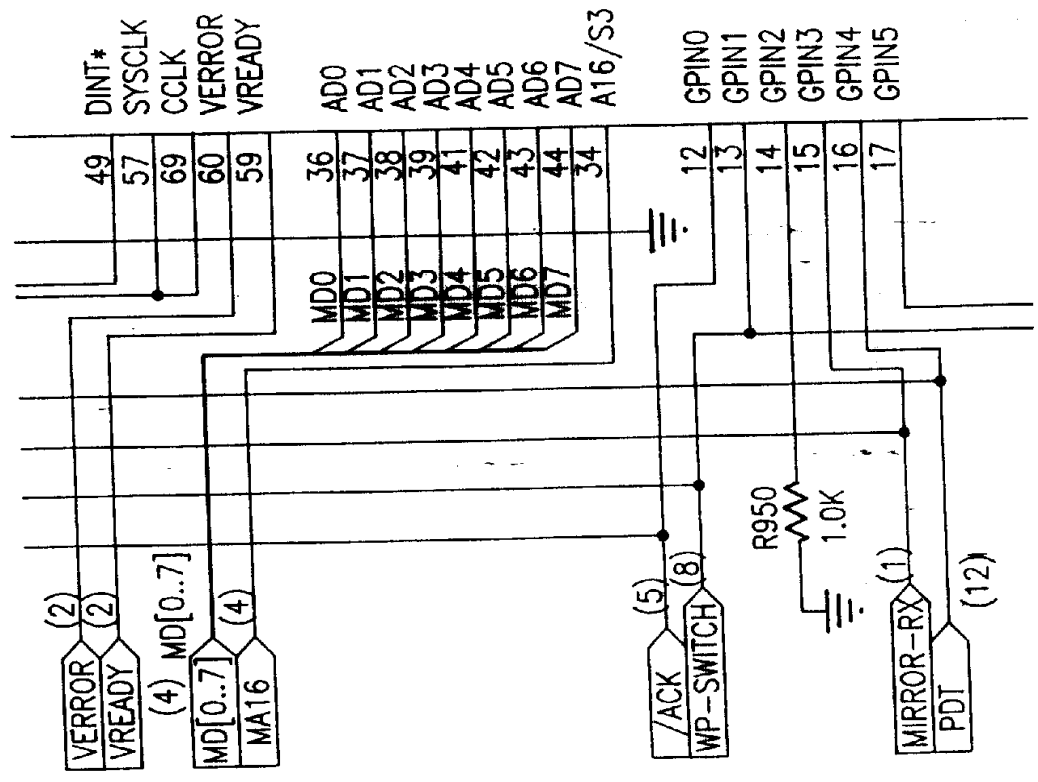 DINT*
SYSCLK
CCLK
VERROR
VREADY
AD0
AD1
AD2
AD3
AD4
AD5
AD6
AD7
A16/S3
GPIN0
GPIN1
GPIN2
GPIN3
GPIN4
GPIN5
49
57
69
60
59
36
37
38
39
41
42
43
44
34
12
13
14
15
16
17
MD0
MD1
MD2
MD3
MD4
MD5
MD6
MD7
R950
1.0K
(2)
(2)
(4) MD[0..7]
(4)
(5)
(8)
(1)
(12)
VERROR
VREADY
MD[0..7]
MA16
/ACK
WP-SWITCH
MIRROR-RX
PDT